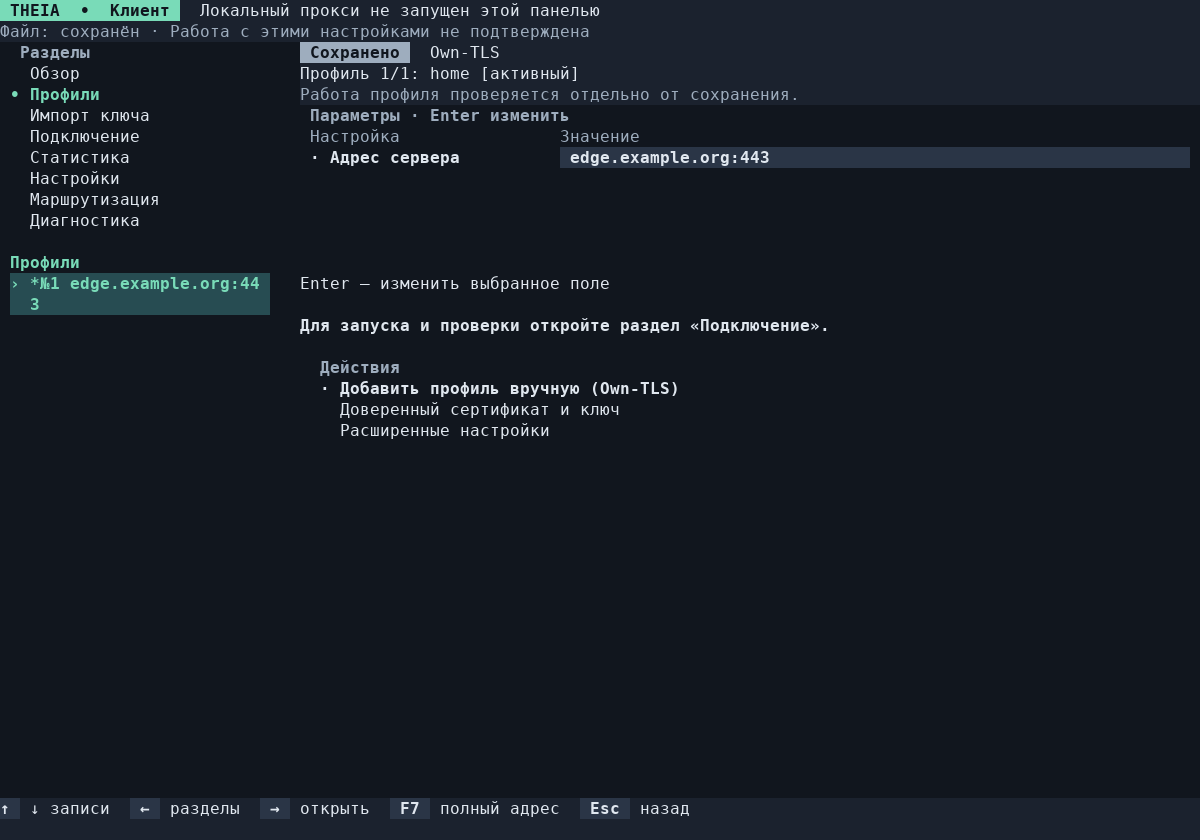 THEIA • Клиент Локальный прокси не запущен этой панелью
Файл: сохранён · Работа с этими настройками не подтверждена
Разделы
Обзор
• Профили
Импорт ключа
Подключение
Статистика
Настройки
Маршрутизация
Диагностика
Профили
› *№1 edge.example.org:44
3
Сохранено Own-TLS
Профиль 1/1: home [активный]
Работа профиля проверяется отдельно от сохранения.
Параметры · Enter изменить
Настройка Значение
· Адрес сервера edge.example.org:443
Enter — изменить выбранное поле
Для запуска и проверки откройте раздел «Подключение».
Действия
· Добавить профиль вручную (Own-TLS)
Доверенный сертификат и ключ
Расширенные настройки
↑ ↓ записи ← разделы → открыть F7 полный адрес Esc назад